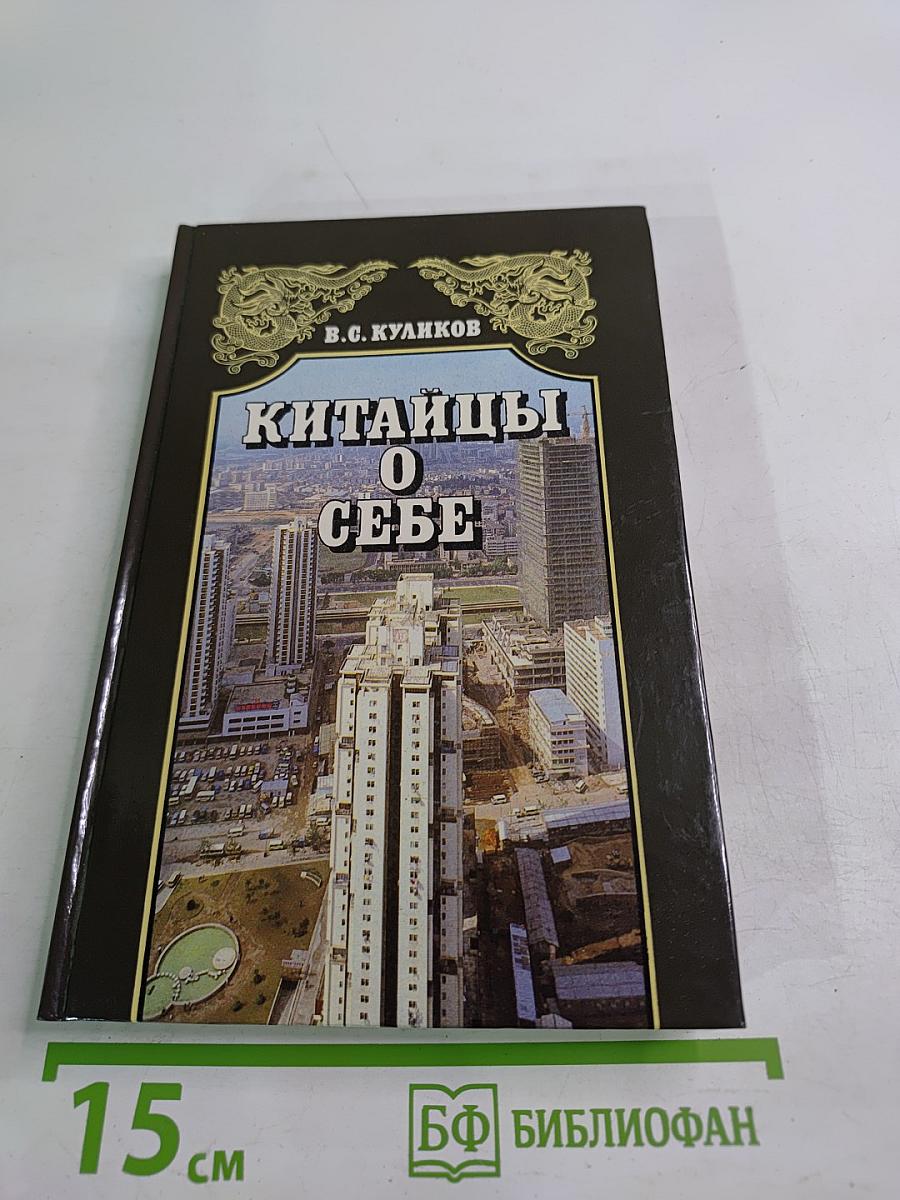 В.С. КУЛИКОВ
КИТАЙЦЫ
О
СЕБЕ
15 см
БФ БИБЛИОФАН